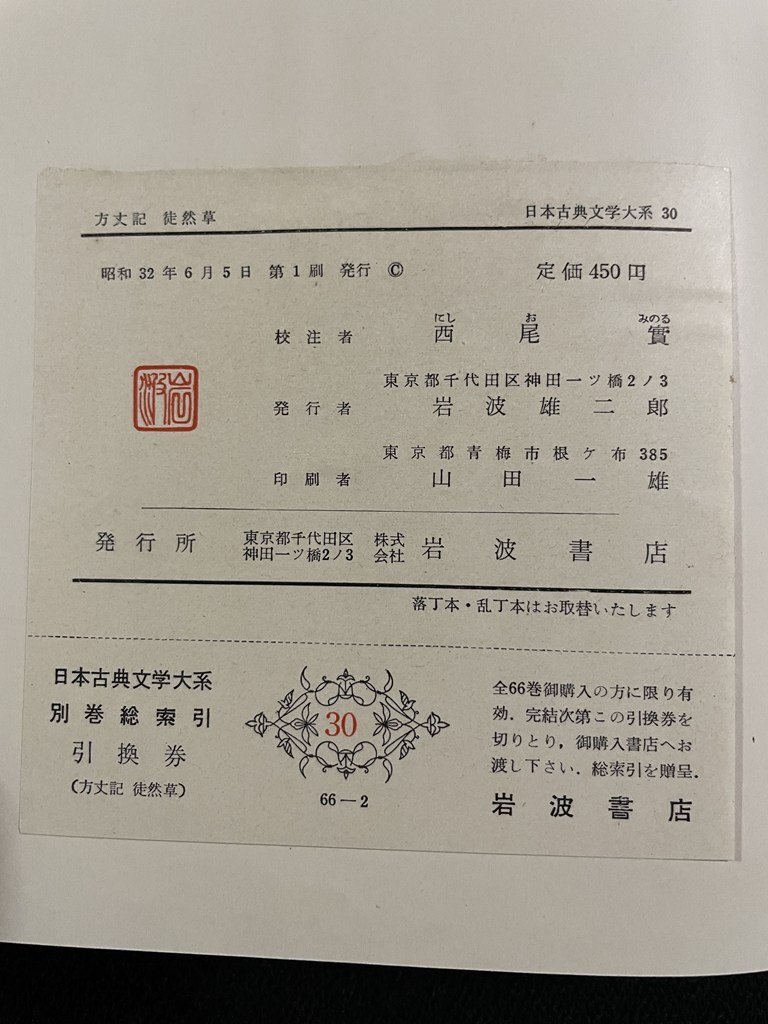 方丈記 徒然草
日本古典文学大系 30
昭和 32 年 6 月 5 日 第 1 刷 発行 Ⓒ
定価 450 円
にし お みのる
校注者 西尾實
東京都千代田区神田一ツ橋2ノ3
発行者 岩波雄二郎
東京都青梅市根ケ布 385
印刷者 山田一雄
岩波
発行所
東京都千代田区
神田一ツ橋2ノ3
株式
会社
岩波書店
落丁本・乱丁本はお取替いたします
日本古典文学大系
別巻総索引
引換券
(方丈記 徒然草)
30
66—2
全66巻御購入の方に限り有
効. 完結次第この引換券を
切りとり, 御購入書店へお
渡し下さい. 総索引を贈呈.
岩波書店